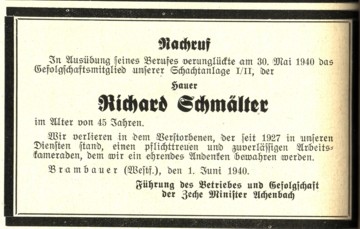 Nachruf
In Ausübung seines Berufes verunglückte am 30. Mai 1940 das
Gefolgschaftsmitglied unserer Schachtanlage I/II, der
Hauer
Richard Schmälter
im Alter von 45 Jahren.
Wir verlieren in dem Verstorbenen, der seit 1927 in unseren
Diensten stand, einen pflichttreuen und zuverlässigen Arbeits-
kameraden, dem wir ein ehrendes Andenken bewahren werden.
Brambauer (Westf.), den 1. Juni 1940.
Führung des Betriebes und Gefolgschaft
der Zeche Minister Achenbach